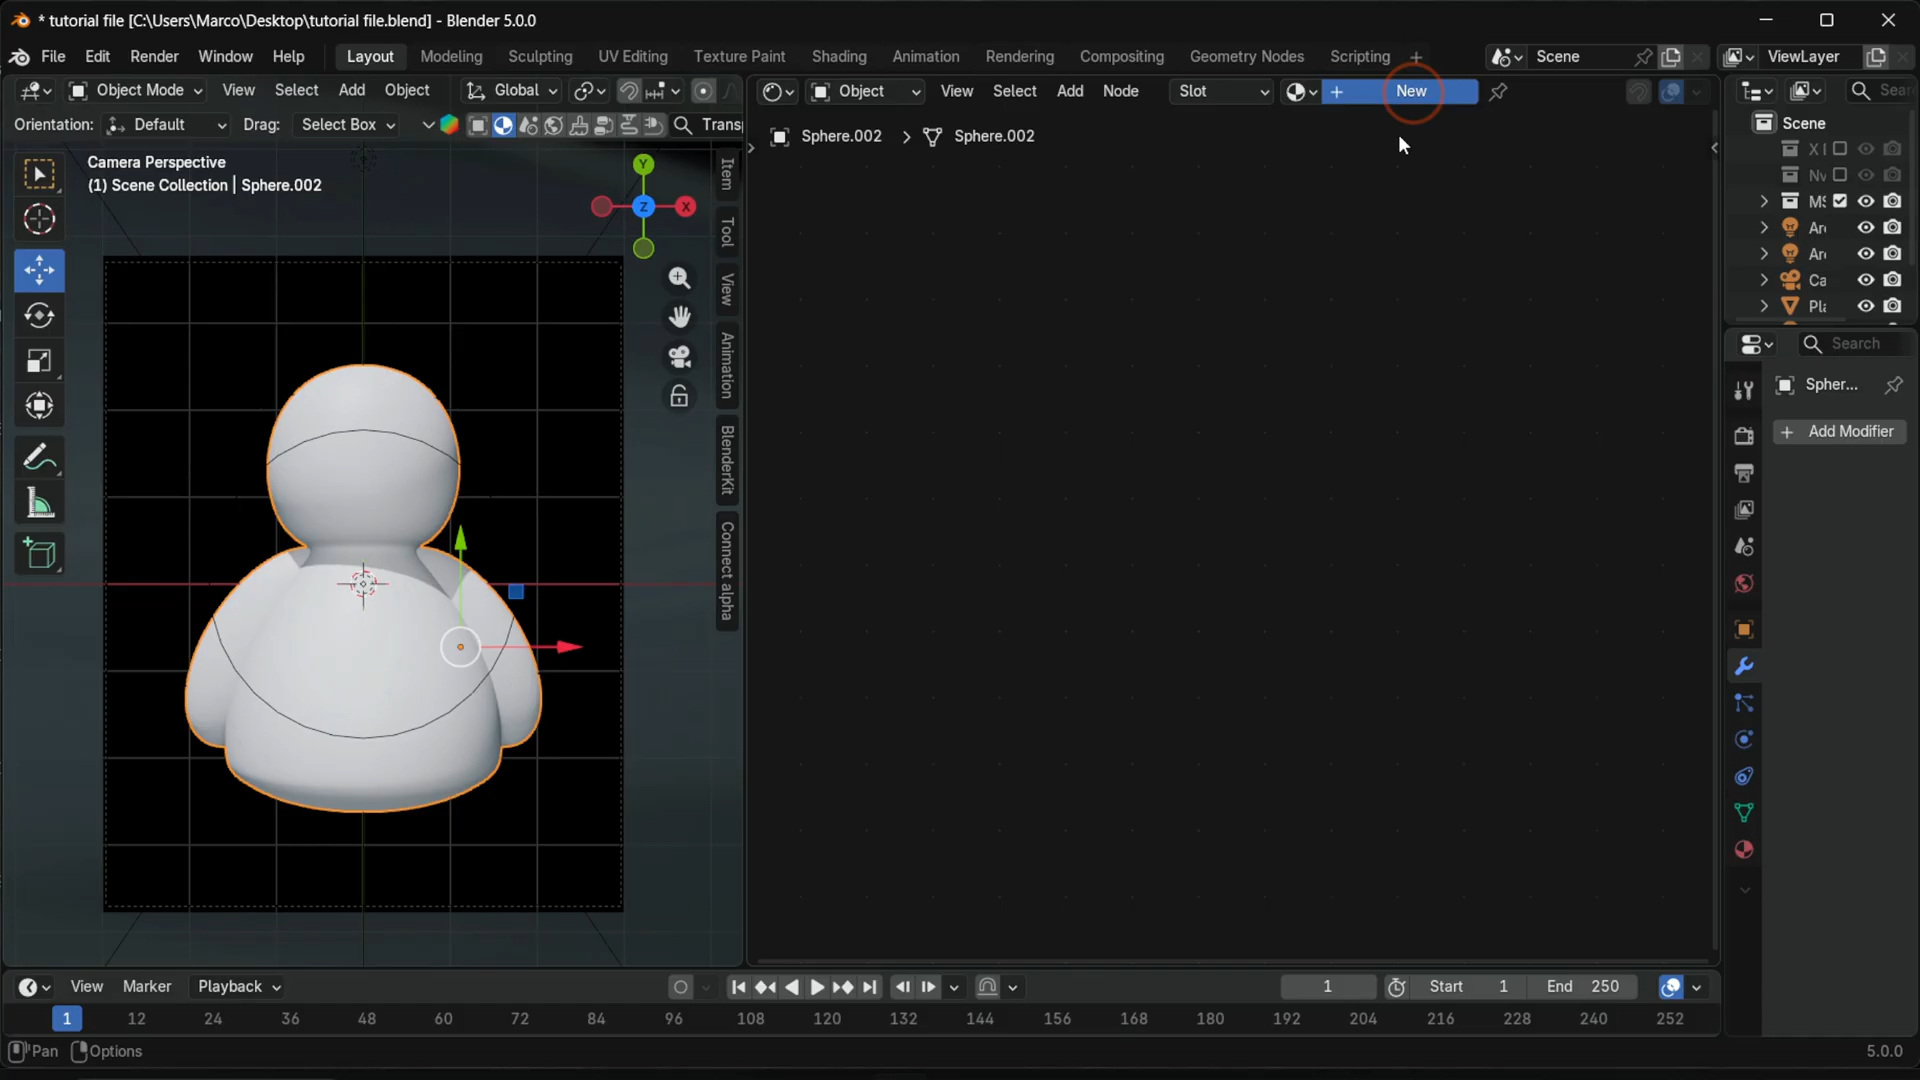 * tutorial file [C:\Users\Marco\Desktop\tutorial file.blend] - Blender 5.0.0
File Edit Render Window Help Layout Modeling Sculpting UV Editing Texture Paint Shading Animation Rendering Compositing Geometry Nodes Scripting + Scene ViewLayer
Object Mode View Select Add Object Global Object View Select Add Node Slot + New
Orientation: Default Drag: Select Box
Camera Perspective
(1) Scene Collection | Sphere.002
Y
X
Z
Item
Tool
View
Animation
BlenderKit
Connect alpha
Sphere.002 > Sphere.002
Scene
Search
Spher...
+ Add Modifier
View Marker Playback 1 Start 1 End 250
1 12 24 36 48 60 72 84 96 108 120 132 144 156 168 180 192 204 216 228 240 252
Pan Options 5.0.0